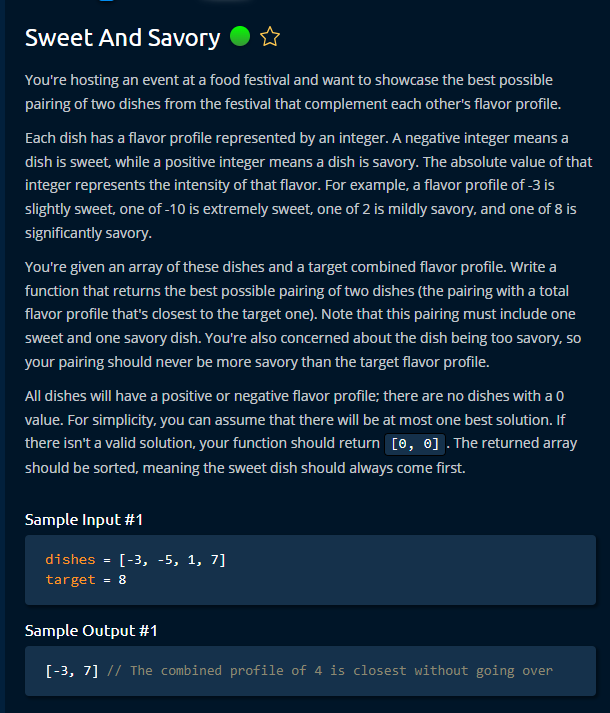 Sweet And Savory
You're hosting an event at a food festival and want to showcase the best possible
pairing of two dishes from the festival that complement each other's flavor profile.
Each dish has a flavor profile represented by an integer. A negative integer means a
dish is sweet, while a positive integer means a dish is savory. The absolute value of that
integer represents the intensity of that flavor. For example, a flavor profile of -3 is
slightly sweet, one of -10 is extremely sweet, one of 2 is mildly savory, and one of 8 is
significantly savory.
You're given an array of these dishes and a target combined flavor profile. Write a
function that returns the best possible pairing of two dishes (the pairing with a total
flavor profile that's closest to the target one). Note that this pairing must include one
sweet and one savory dish. You're also concerned about the dish being too savory, so
your pairing should never be more savory than the target flavor profile.
All dishes will have a positive or negative flavor profile; there are no dishes with a 0
value. For simplicity, you can assume that there will be at most one best solution. If
there isn't a valid solution, your function should return [0, 0] . The returned array
should be sorted, meaning the sweet dish should always come first.
Sample Input #1
dishes = [-3, -5, 1, 7]
target = 8
Sample Output #1
[-3, 7] // The combined profile of 4 is closest without going over